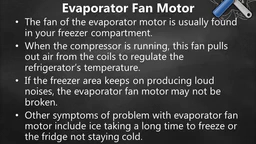 Evaporator Fan Motor
• The fan of the evaporator motor is usually found
in your freezer compartment.
• When the compressor is running, this fan pulls
out air from the coils to regulate the
refrigerator's temperature.
• If the freezer area keeps on producing loud
noises, the evaporator fan motor may not be
broken.
• Other symptoms of problem with evaporator fan
motor include ice taking a long time to freeze or
the fridge not staying cold.